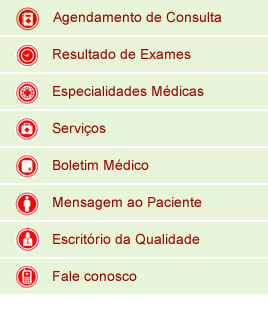 Agendamento de Consulta
Resultado de Exames
Especialidades Médicas
Serviços
Boletim Médico
Mensagem ao Paciente
Escritório da Qualidade
Fale conosco